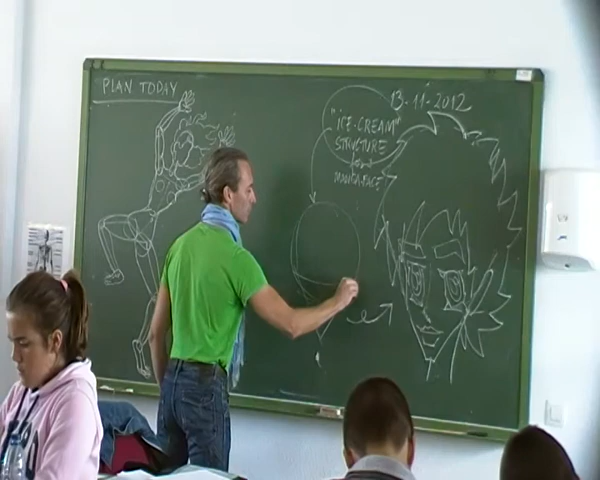 PLAN TODAY
13-11-2012
"ICE-CREAM"
STRUCTURE
MANGA FACE